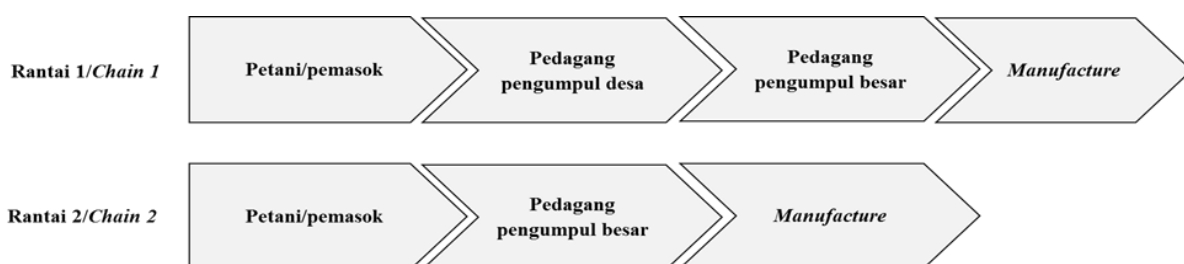 Rantai 1/Chain 1
Petani/pemasok
Pedagang
pengumpul desa
Pedagang
pengumpul besar
Manufacture
Rantai 2/Chain 2
Petani/pemasok
Pedagang
pengumpul besar
Manufacture